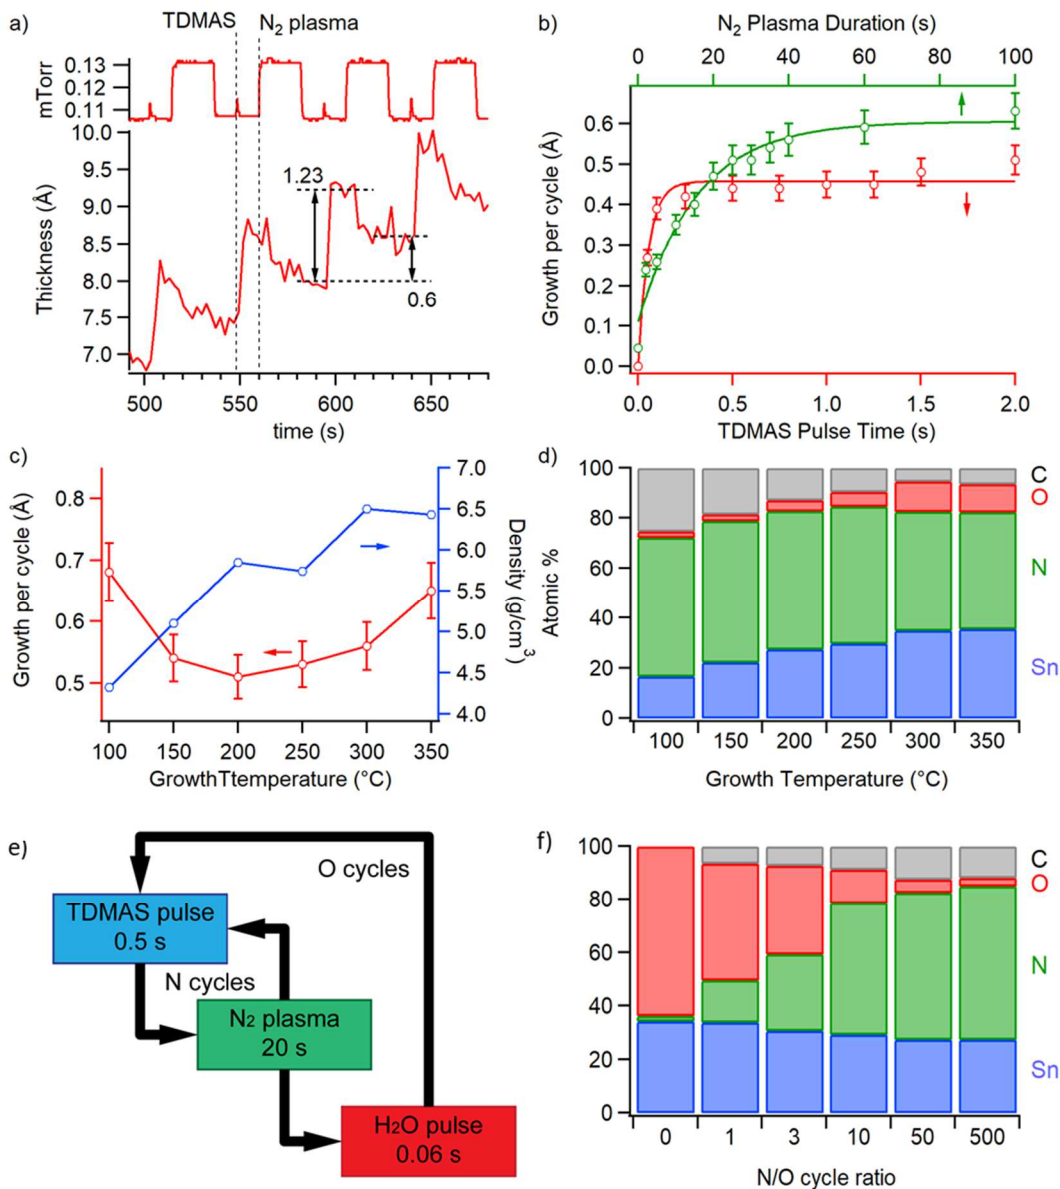 a)
TDMAS
N2 plasma
mTorr
0.13
0.12
0.11
Thickness (Å)
10.0
9.5
9.0
8.5
8.0
7.5
7.0
1.23
0.6
500
550
600
650
time (s)
b)
N2 Plasma Duration (s)
0
20
40
60
80
100
Growth per cycle (Å)
0.6
0.5
0.4
0.3
0.2
0.1
0.0
0.0
0.5
1.0
1.5
2.0
TDMAS Pulse Time (s)
c)
Growth per cycle (Å)
0.8
0.7
0.6
0.5
7.0
6.5
6.0
5.5
5.0
4.5
4.0
Density (g/cm3)
100
150
200
250
300
350
GrowthTtemperature (°C)
d)
Atomic %
100
80
60
40
20
0
C
O
N
Sn
100
150
200
250
300
350
Growth Temperature (°C)
e)
O cycles
TDMAS pulse
0.5 s
N cycles
N2 plasma
20 s
H2O pulse
0.06 s
f)
100
80
60
40
20
0
C
O
N
Sn
0
1
3
10
50
500
N/O cycle ratio